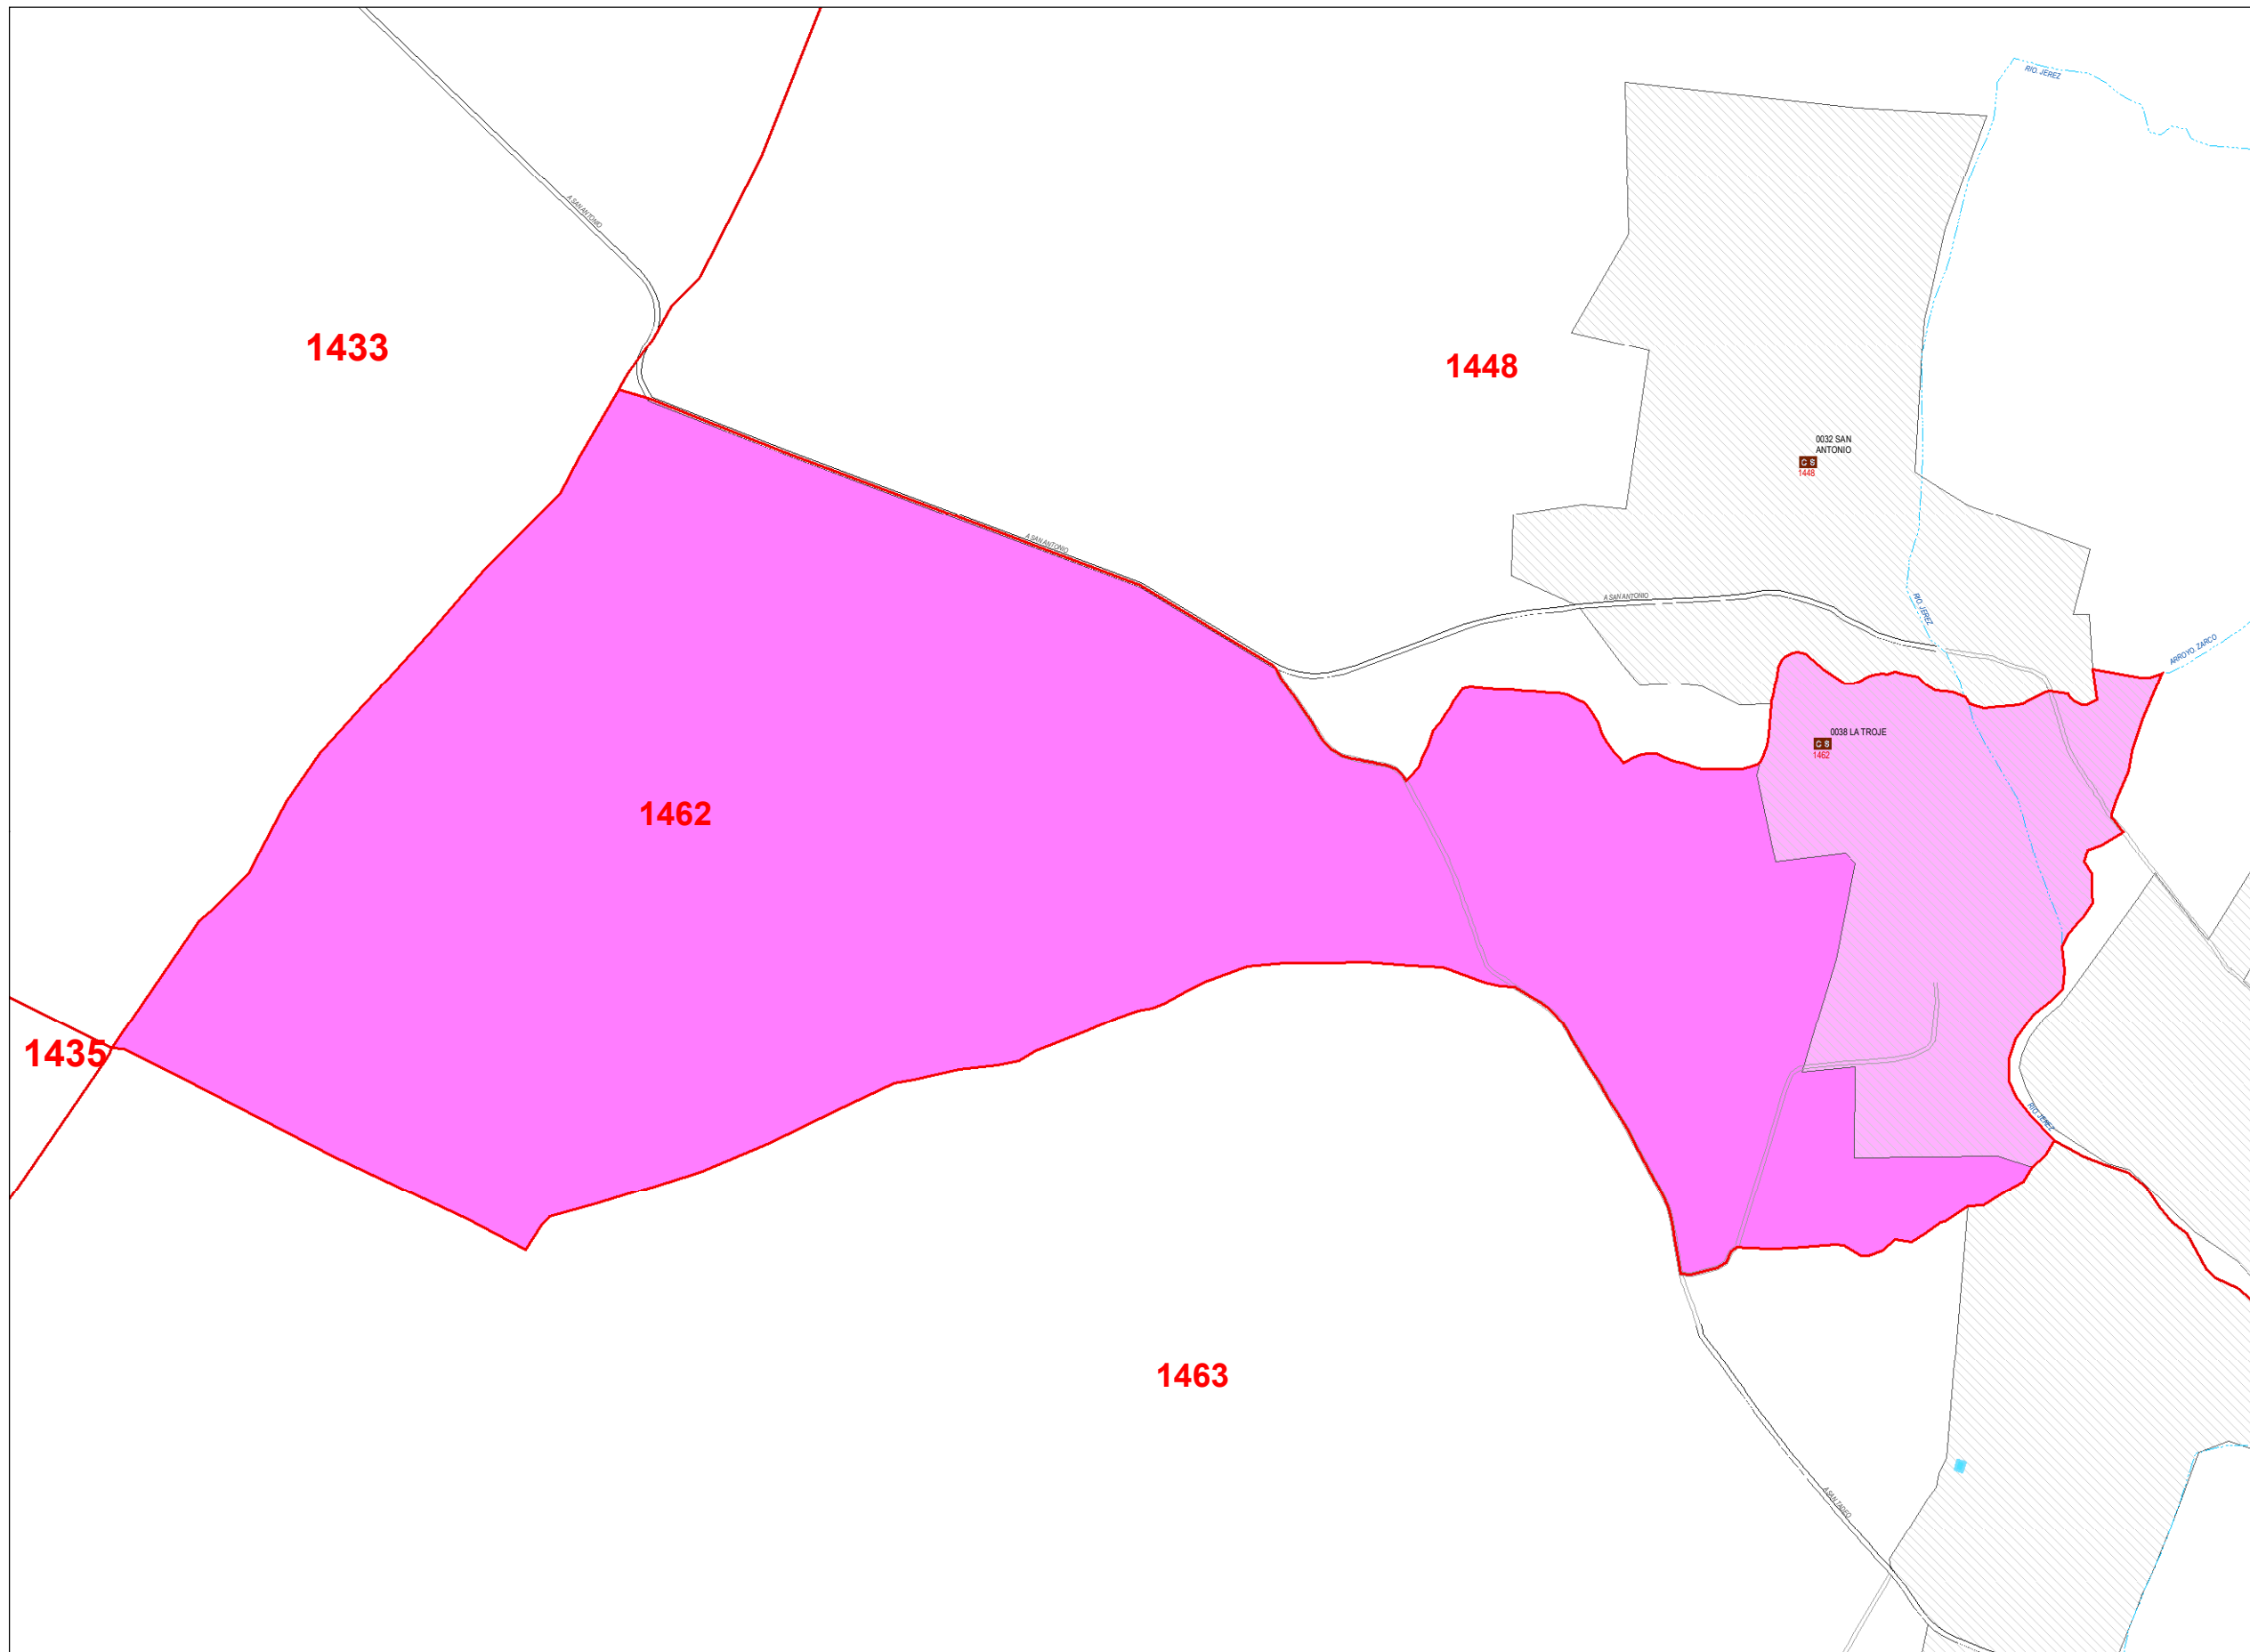 RIO JEREZ
A SAN ANTONIO
1433
1448
0032 SAN
ANTONIO
C S
1448
A SAN ANTONIO
A SAN ANTONIO
RIO JEREZ
ARROYO ZARCO
0038 LA TROJE
C S
1462
1462
1435
RIO JEREZ
1463
A SAN TADEO